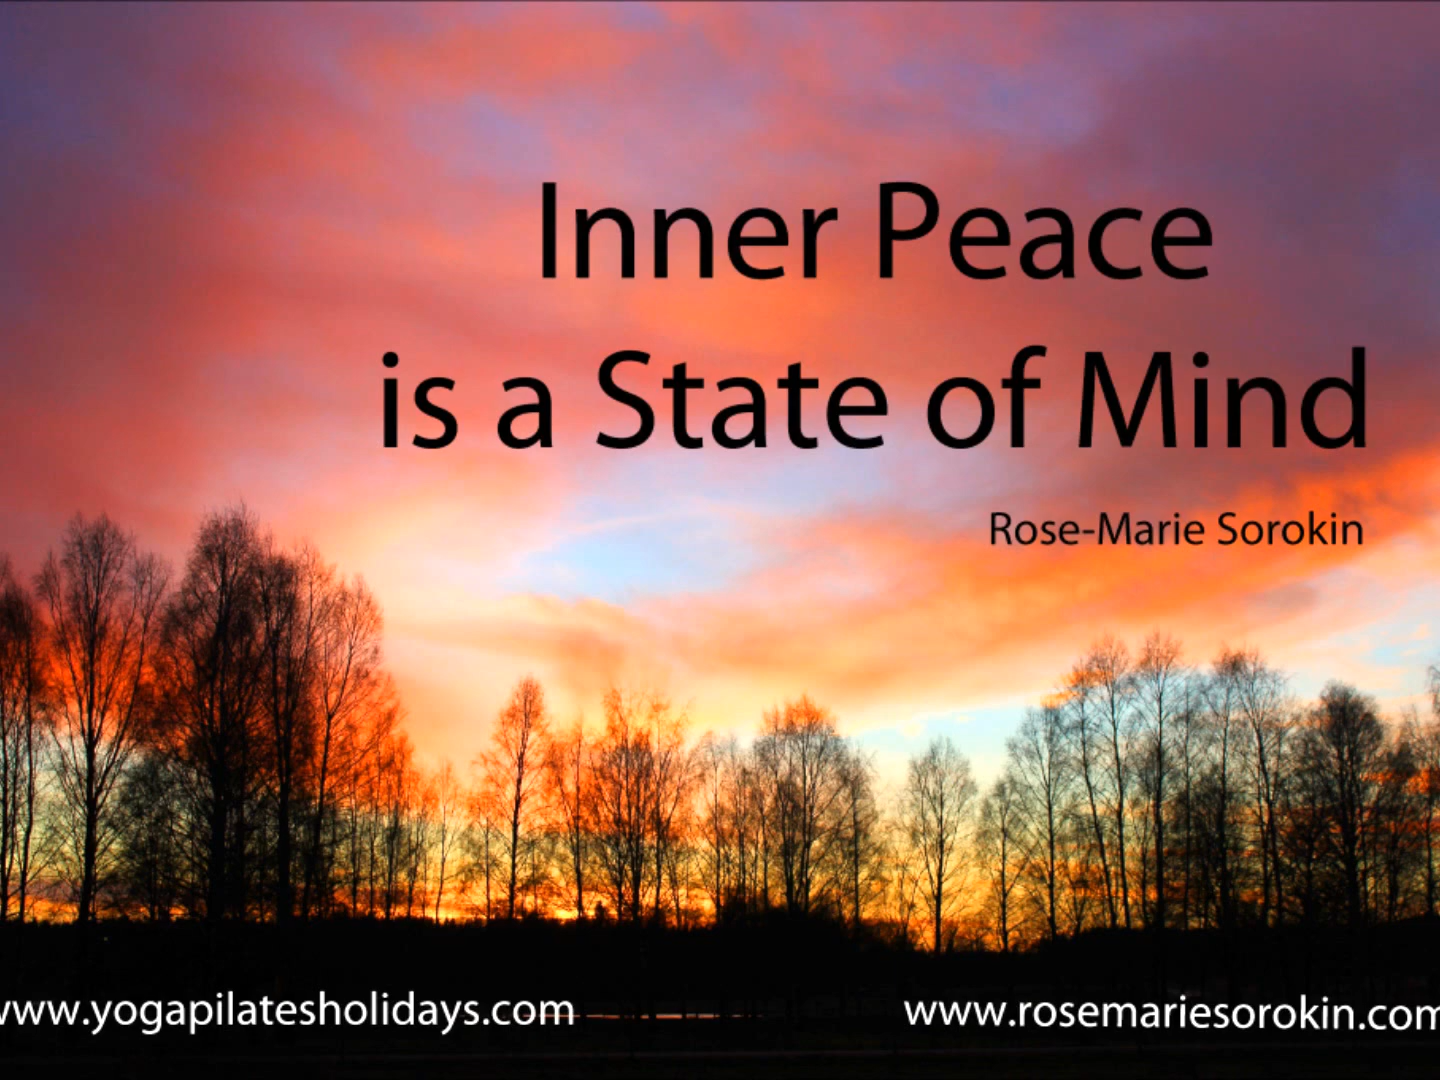 Inner Peace
is a State of Mind
Rose-Marie Sorokin
www.yogapilatesholidays.com
www.rosemariesorokin.com